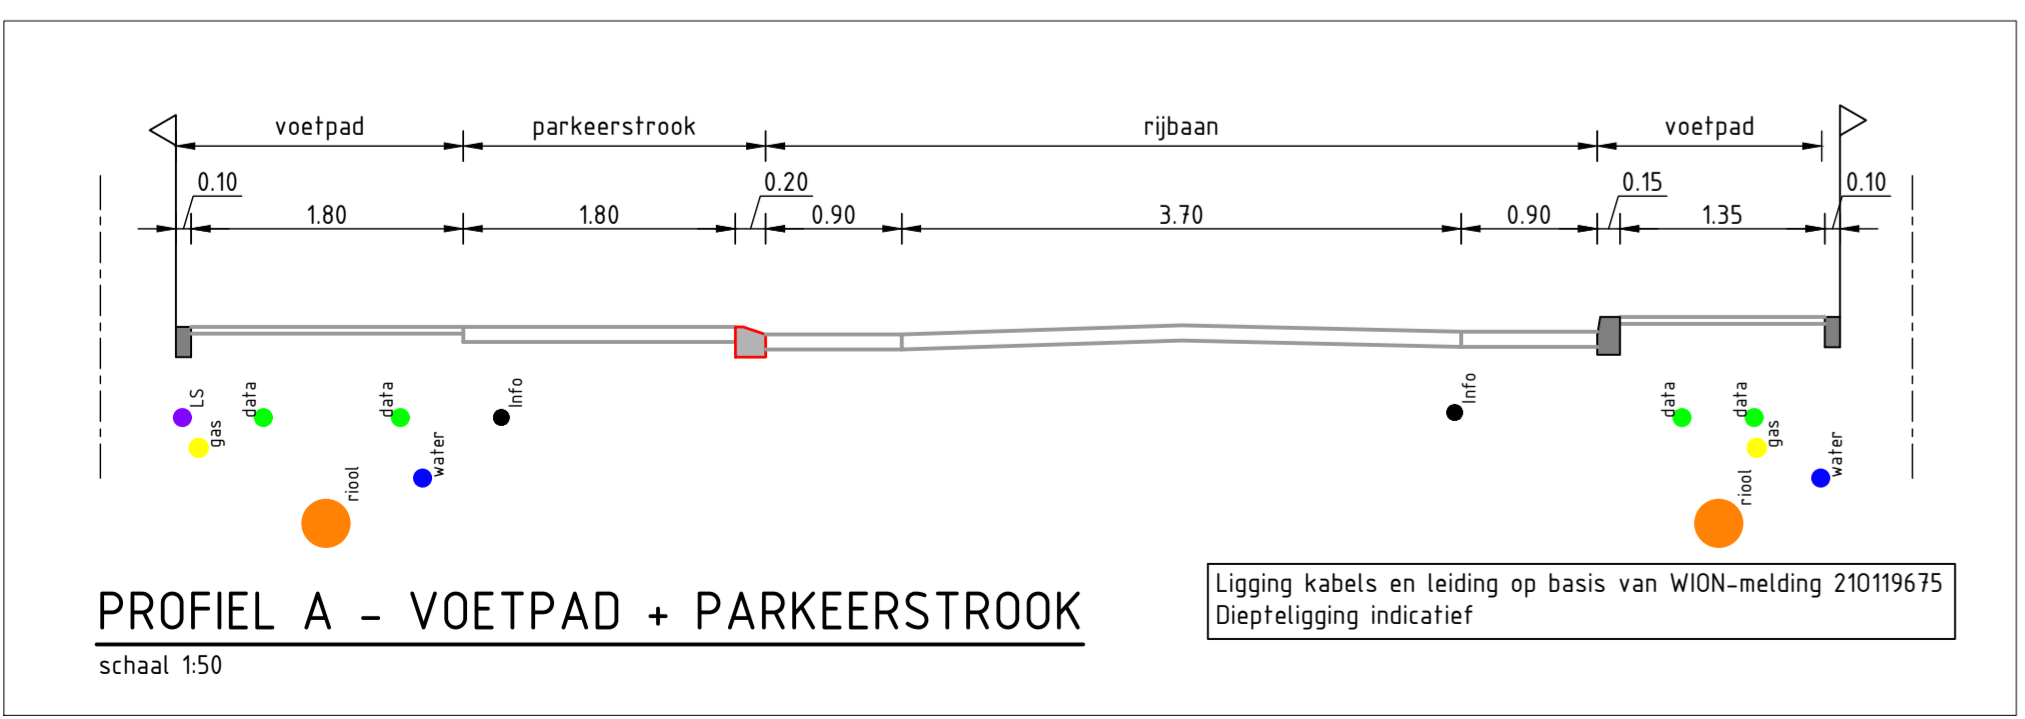 voetpad parkeerstrook rijbaan voetpad
0.10 0.20 0.15 0.10
1.80 1.80 0.90 3.70 0.90 1.35
LS
gas
data
riool
data
water
Info
Info
data
data
gas
riool
water
PROFIEL A - VOETPAD + PARKEERSTROOK
schaal 1:50
Ligging kabels en leiding op basis van WION-melding 210119675
Diepteligging indicatief